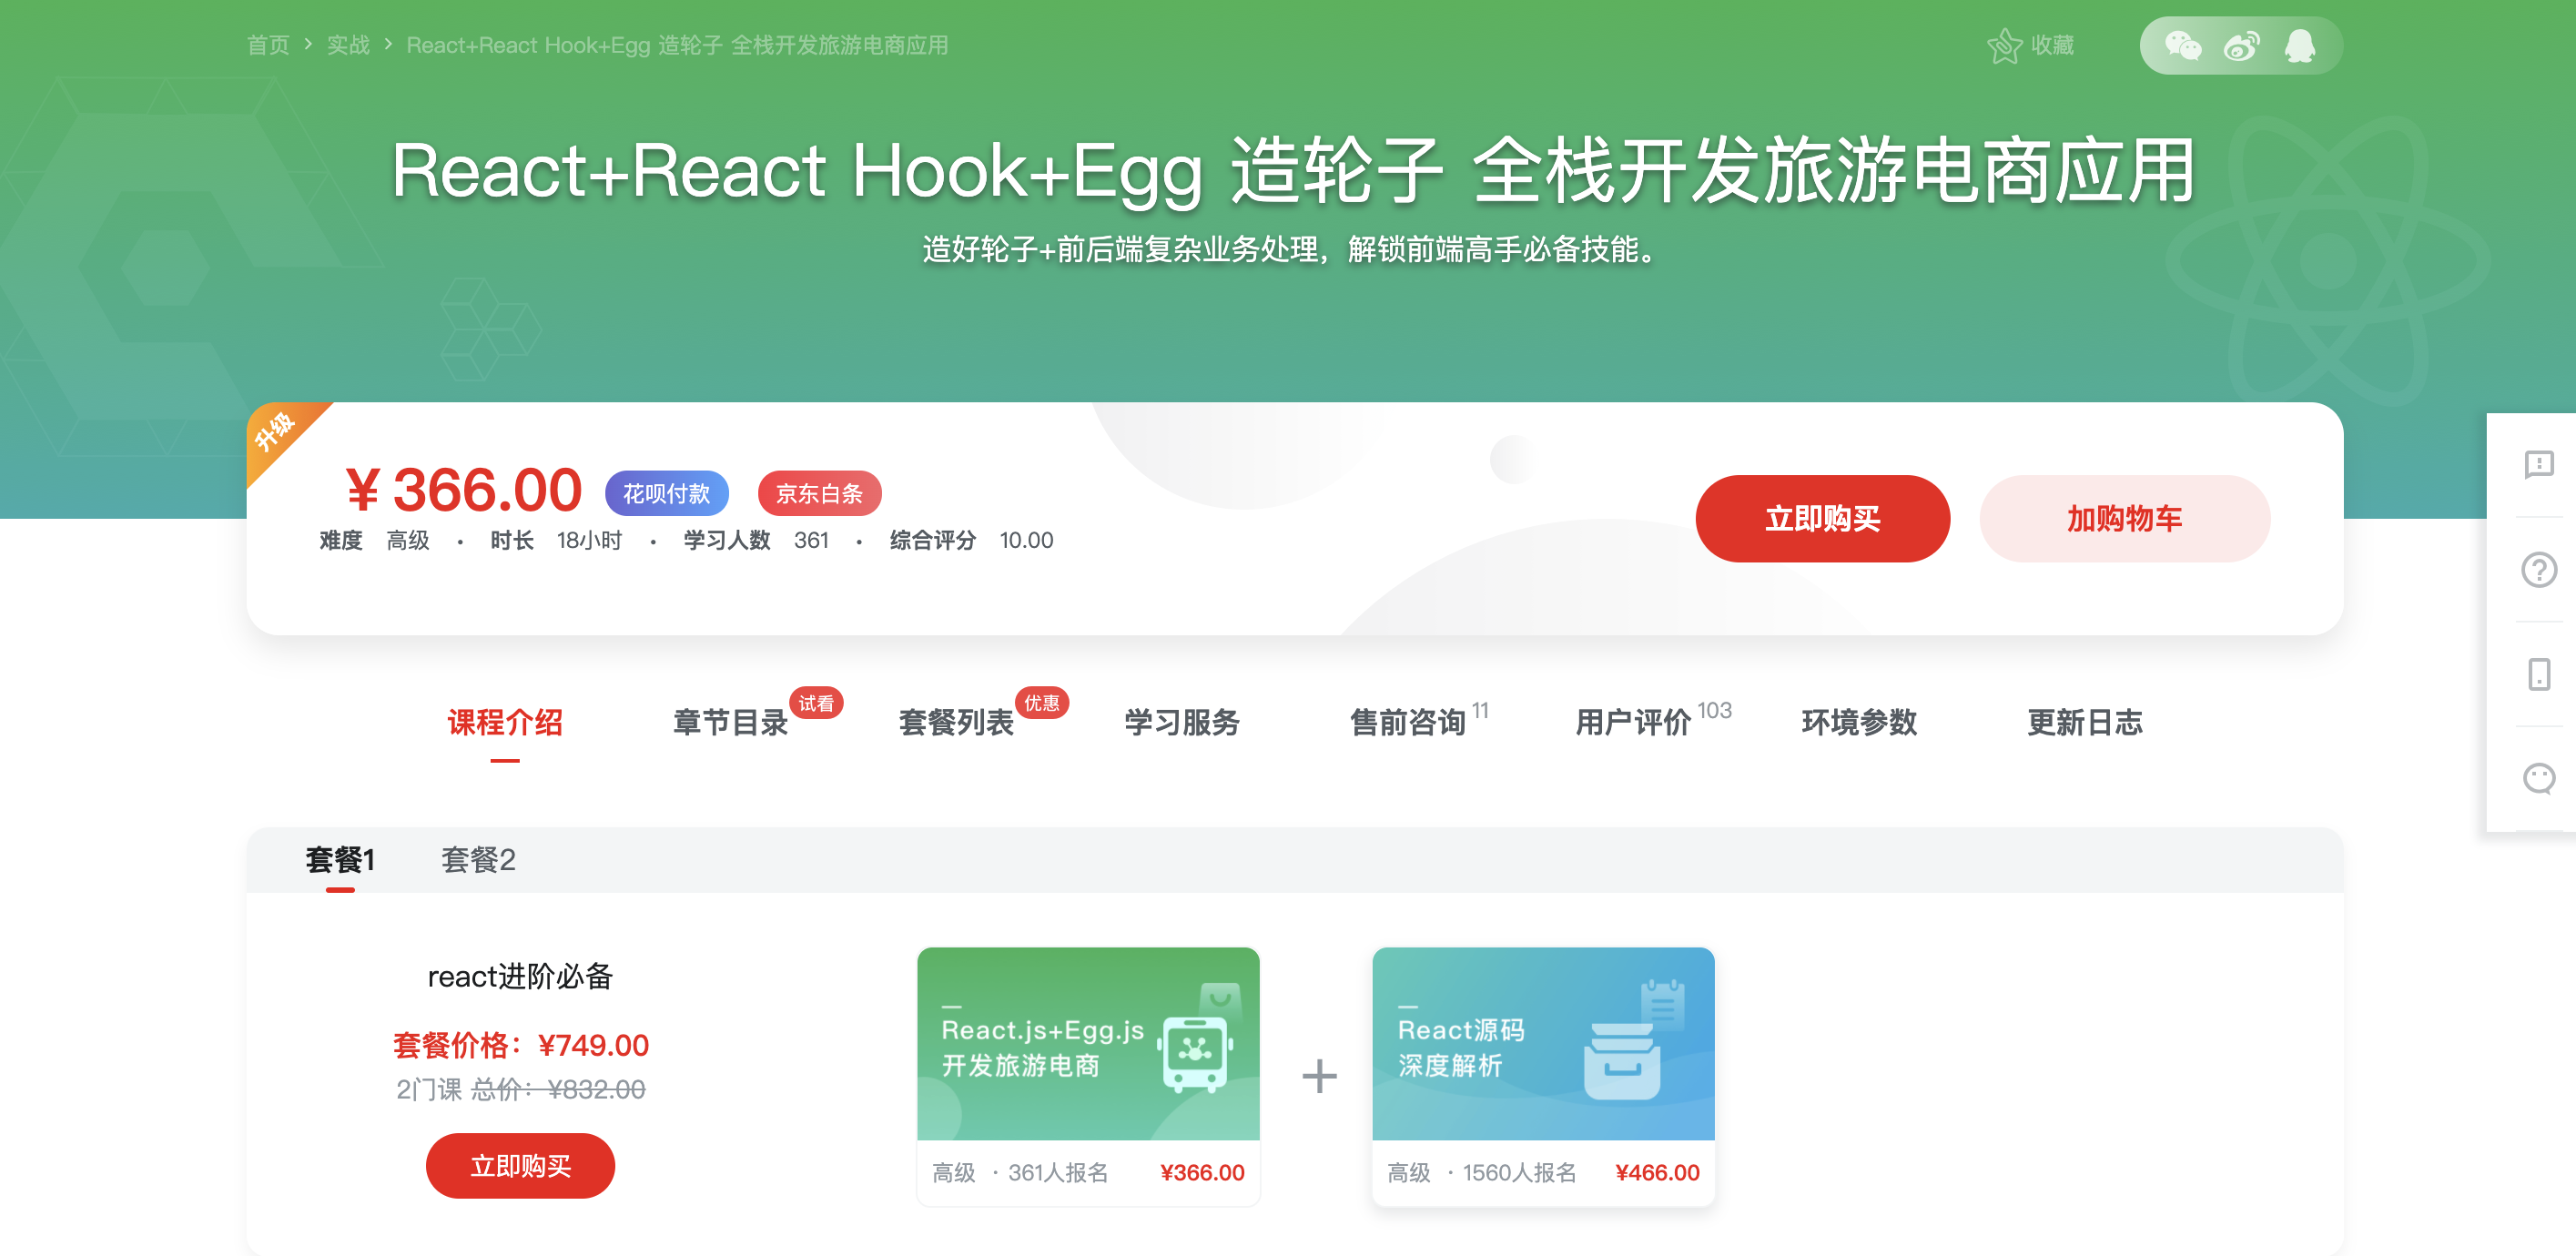 首页 > 实战 > React+React Hook+Egg 造轮子 全栈开发旅游电商应用
收藏
React+React Hook+Egg 造轮子 全栈开发旅游电商应用
造好轮子+前后端复杂业务处理，解锁前端高手必备技能。
升级
¥ 366.00 花呗付款 京东白条
难度 高级 · 时长 18小时 · 学习人数 361 · 综合评分 10.00
立即购买 加购物车
课程介绍 章节目录 试看 套餐列表 优惠 学习服务 售前咨询 11 用户评价 103 环境参数 更新日志
套餐1 套餐2
react进阶必备
套餐价格：¥749.00
2门课 总价：¥832.00
立即购买
React.js+Egg.js
开发旅游电商
高级 · 361人报名 ¥366.00
+
React源码
深度解析
高级 · 1560人报名 ¥466.00